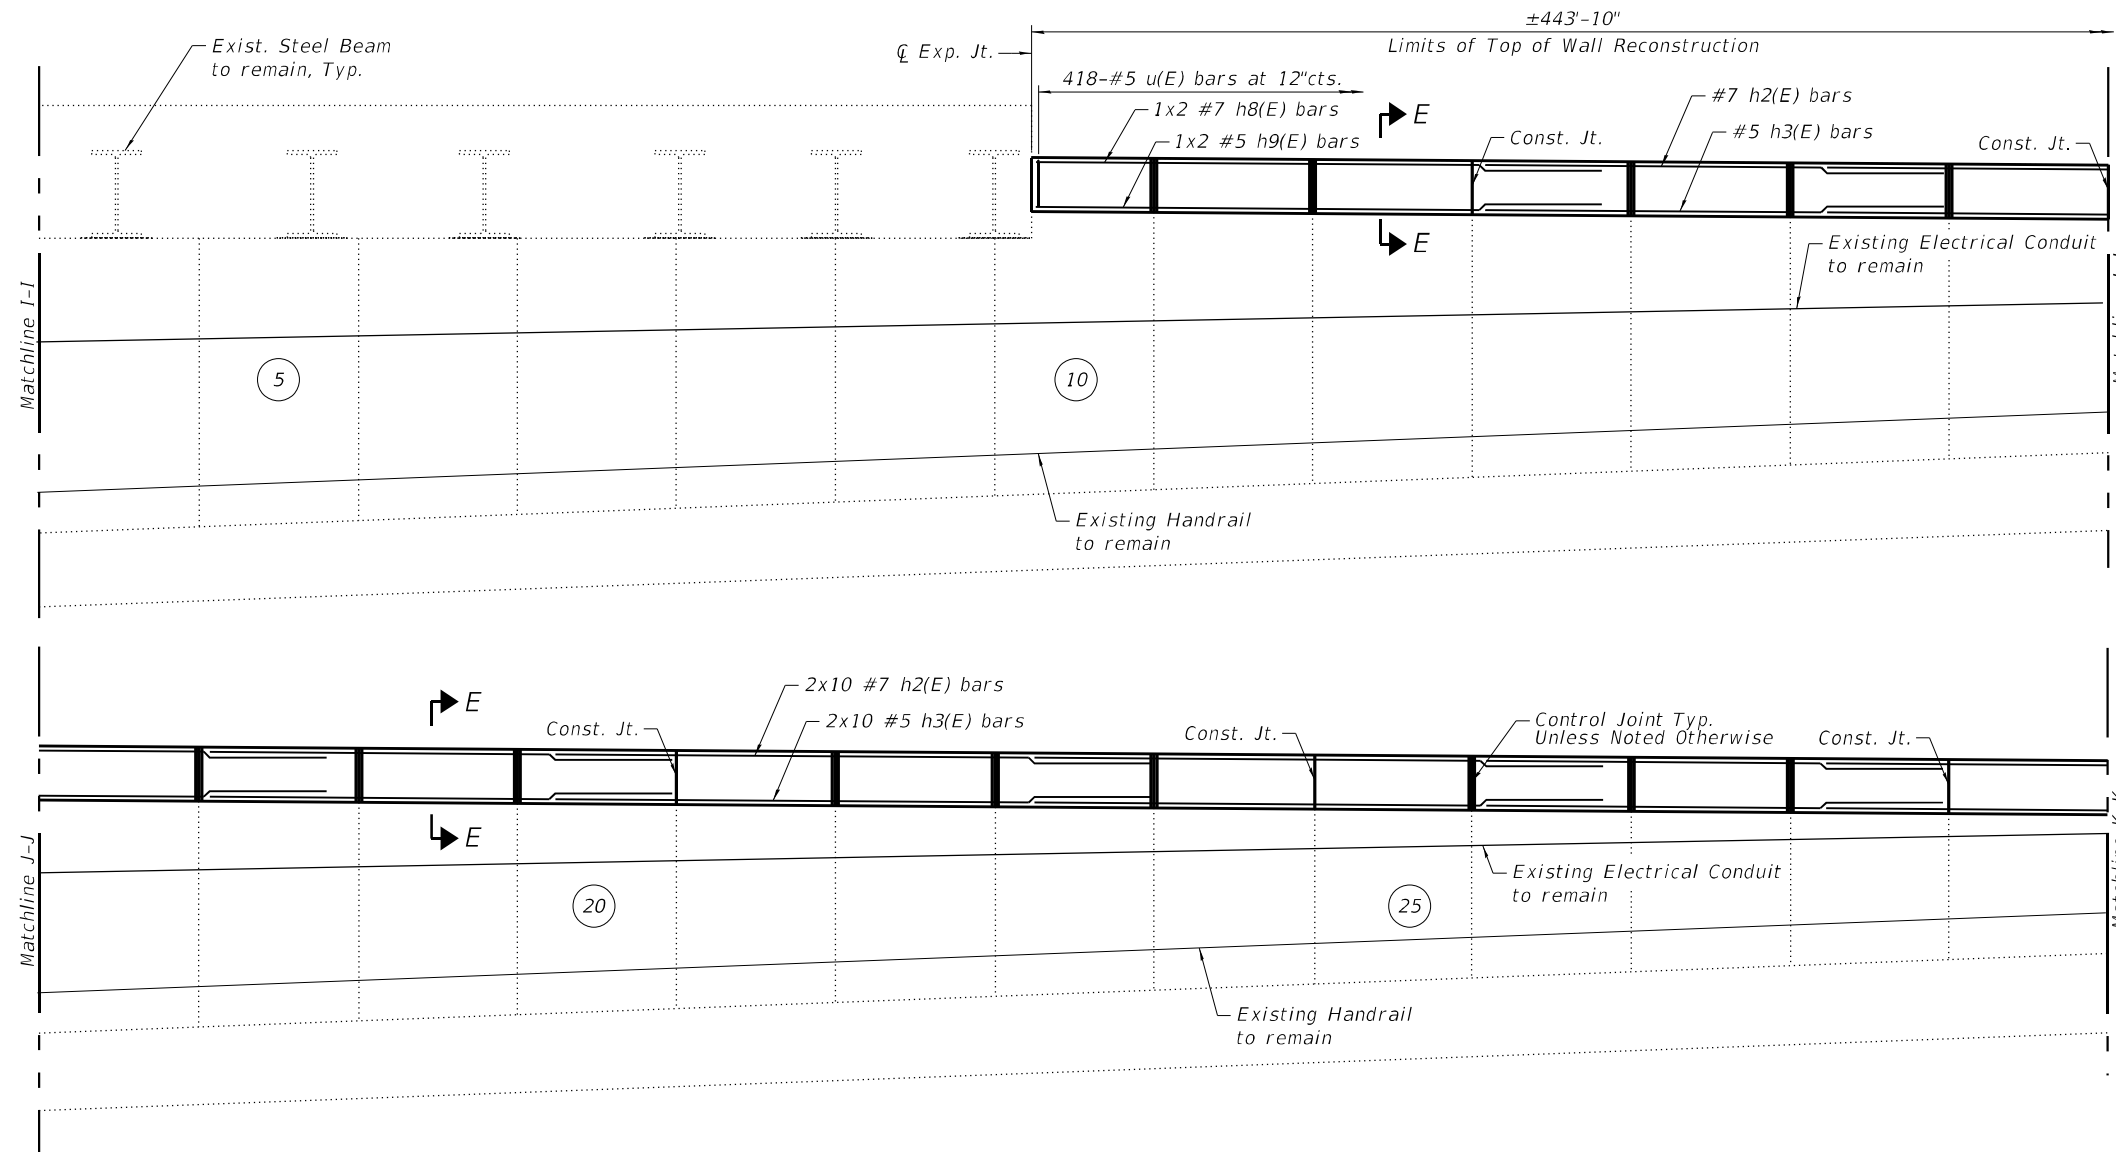 ±443'-10"
Limits of Top of Wall Reconstruction
Exist. Steel Beam
to remain, Typ.
℄ Exp. Jt.
418-#5 u(E) bars at 12"cts.
1x2 #7 h8(E) bars
1x2 #5 h9(E) bars
E
#7 h2(E) bars
#5 h3(E) bars
Const. Jt.
Const. Jt.
E
Existing Electrical Conduit
to remain
Matchline I-I
5
10
Existing Handrail
to remain
E
2x10 #7 h2(E) bars
2x10 #5 h3(E) bars
Const. Jt.
Const. Jt.
Control Joint Typ.
Unless Noted Otherwise
Const. Jt.
E
Existing Electrical Conduit
to remain
Matchline J-J
20
25
Existing Handrail
to remain